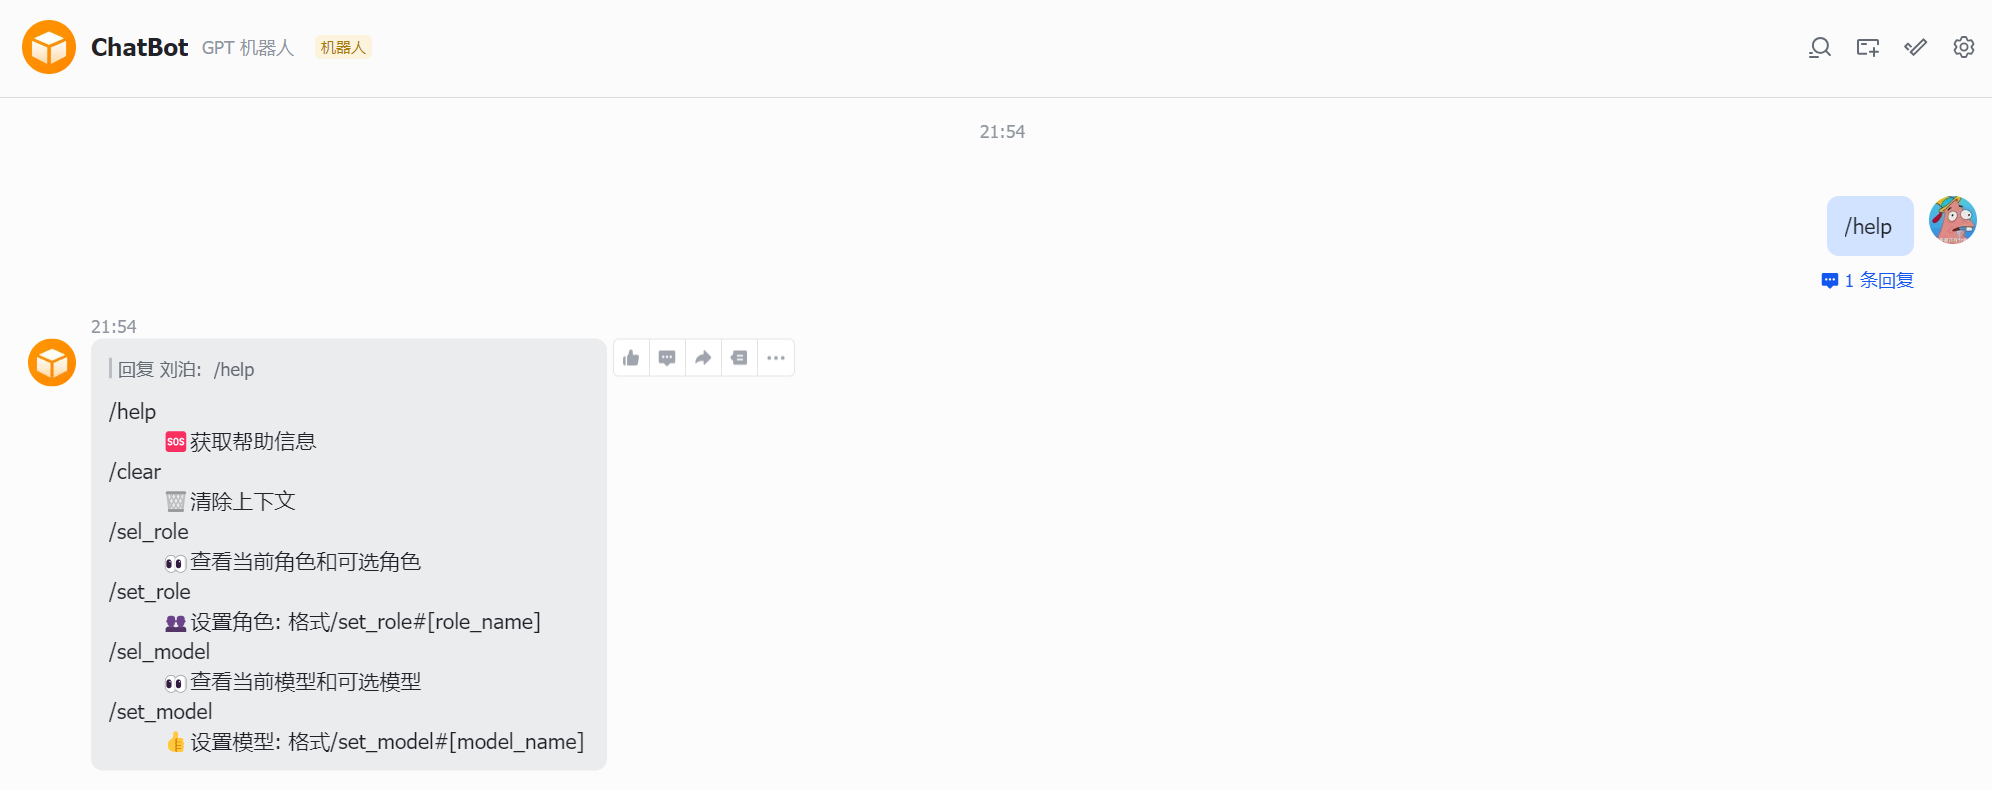 ChatBot GPT 机器人 机器人
21:54
/help
1 条回复
21:54
回复 刘泊: /help
/help
🆘获取帮助信息
/clear
🗑️清除上下文
/sel_role
👀查看当前角色和可选角色
/set_role
👥设置角色: 格式/set_role#[role_name]
/sel_model
👀查看当前模型和可选模型
/set_model
👍设置模型: 格式/set_model#[model_name]